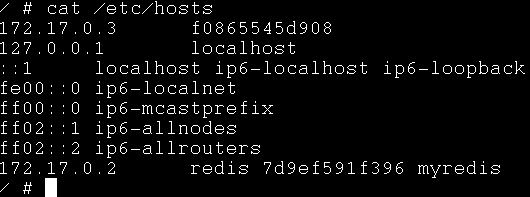 / # cat /etc/hosts
172.17.0.3 f0865545d908
127.0.0.1 localhost
::1 localhost ip6-localhost ip6-loopback
fe00::0 ip6-localnet
ff00::0 ip6-mcastprefix
ff02::1 ip6-allnodes
ff02::2 ip6-allrouters
172.17.0.2 redis 7d9ef591f396 myredis
/ #